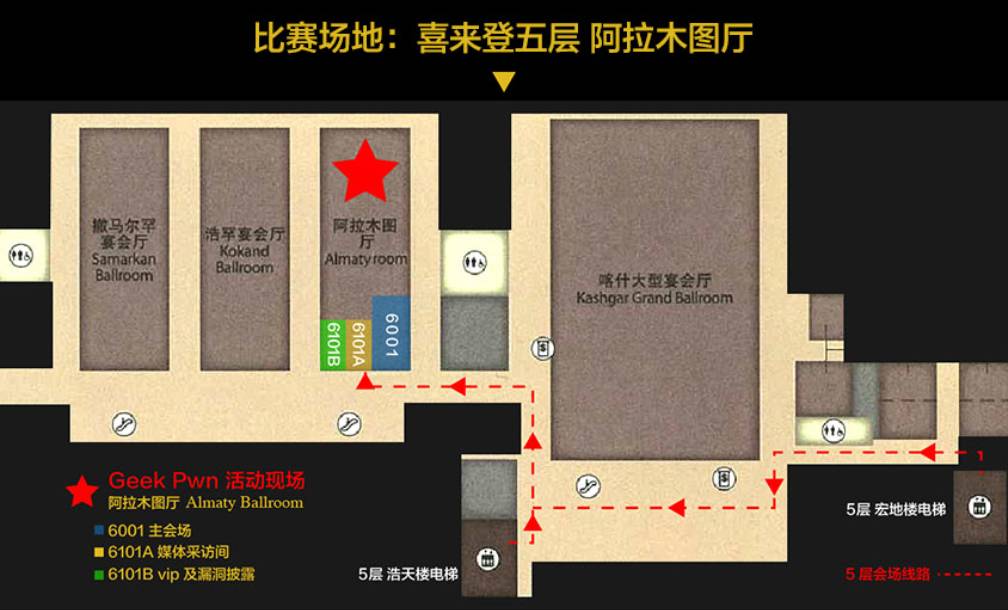 比赛场地：喜来登五层 阿拉木图厅
撒马尔罕
宴会厅
Samarkan
Ballroom
浩罕宴会厅
Kokand
Ballroom
阿拉木图
厅
Almaty room
喀什大型宴会厅
Kashgar Grand Ballroom
6101B
6101A
6001
Geek Pwn 活动现场
阿拉木图厅 Almaty Ballroom
6001 主会场
6101A 媒体采访间
6101B vip 及漏洞披露
5层 浩天楼电梯
5层 宏地楼电梯
5层会场线路